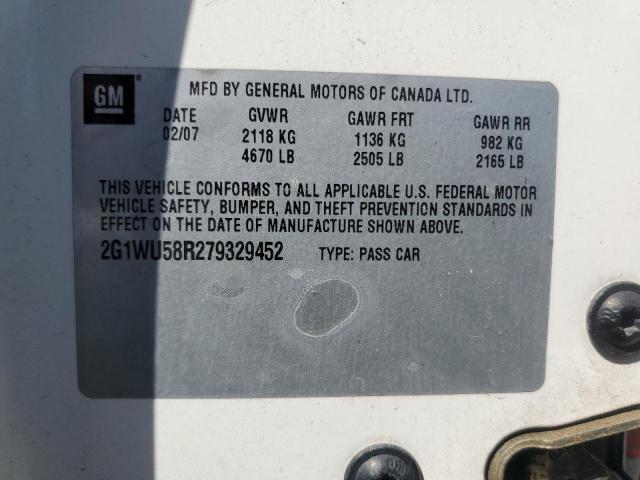 GM ®
MFD BY GENERAL MOTORS OF CANADA LTD.
DATE GVWR GAWR FRT GAWR RR
02/07 2118 KG 1136 KG 982 KG
4670 LB 2505 LB 2165 LB
THIS VEHICLE CONFORMS TO ALL APPLICABLE U.S. FEDERAL MOTOR
VEHICLE SAFETY, BUMPER, AND THEFT PREVENTION STANDARDS IN
EFFECT ON THE DATE OF MANUFACTURE SHOWN ABOVE.
2G1WU58R279329452 TYPE: PASS CAR